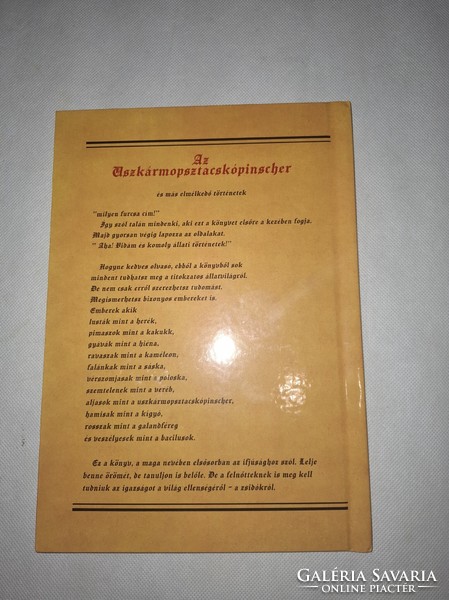 Az
Uszkármopsztacskópinscher
és más elmélkedő történetek
"milyen furcsa cím!"
Így szól talán mindenki, aki ezt a könyvet elsőre a kezében fogja.
Majd gyorsan végig lapozza az oldalakat.
" Aha! Vidám és komoly állati történetek!"
Hogyne kedves olvasó, ebből a könyvből sok
mindent tudhatsz meg a titokzatos állatvilágról.
De nem csak erről szerezhetsz tudomást.
Megismerhetsz bizonyos embereket is.
Emberek akik
lusták mint a herék,
pimaszok mint a kakukk,
gyávák mint a hiéna,
ravaszak mint a kaméleon,
falánkak mint a sáska,
vérszomjasak mint a poloska,
szemtelenek mint a veréb,
aljasok mint a uszkármopsztacskópinscher,
hamisak mint a kígyó,
rosszak mint a galandféreg
és veszélyesek mint a bacilusok.
Ez a könyv, a maga nevében elsősorban az ifjúsághoz szól. Lelje
benne örömét, de tanuljon is belőle. De a felnőtteknek is meg kell
tudniuk az igazságot a világ ellenségeről - a zsidókról.
GALÉRIA SAVARIA
ONLINE PIACTÉR